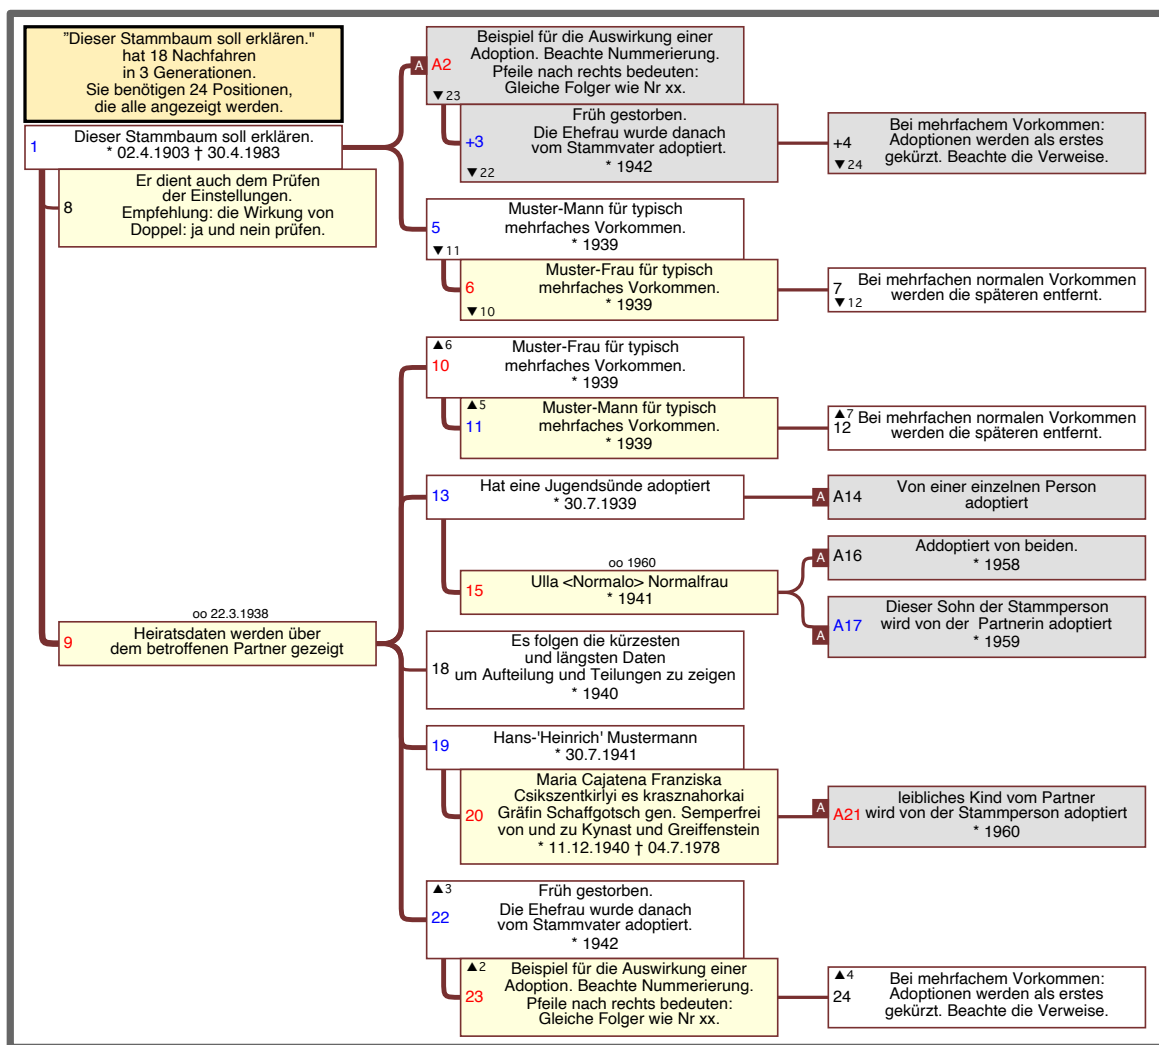 "Dieser Stammbaum soll erklären."
hat 18 Nachfahren
in 3 Generationen.
Sie benötigen 24 Positionen,
die alle angezeigt werden.
1
Dieser Stammbaum soll erklären.
* 02.4.1903 † 30.4.1983
8
Er dient auch dem Prüfen
der Einstellungen.
Empfehlung: die Wirkung von
Doppel: ja und nein prüfen.
A
A2
▼23
Beispiel für die Auswirkung einer
Adoption. Beachte Nummerierung.
Pfeile nach rechts bedeuten:
Gleiche Folger wie Nr xx.
+3
▼22
Früh gestorben.
Die Ehefrau wurde danach
vom Stammvater adoptiert.
* 1942
+4
▼24
Bei mehrfachem Vorkommen:
Adoptionen werden als erstes
gekürzt. Beachte die Verweise.
5
▼11
Muster-Mann für typisch
mehrfaches Vorkommen.
* 1939
6
▼10
Muster-Frau für typisch
mehrfaches Vorkommen.
* 1939
7
▼12
Bei mehrfachen normalen Vorkommen
werden die späteren entfernt.
oo 22.3.1938
9
Heiratsdaten werden über
dem betroffenen Partner gezeigt
▲6
10
Muster-Frau für typisch
mehrfaches Vorkommen.
* 1939
▲5
11
Muster-Mann für typisch
mehrfaches Vorkommen.
* 1939
▲7
12
Bei mehrfachen normalen Vorkommen
werden die späteren entfernt.
13
Hat eine Jugendsünde adoptiert
* 30.7.1939
A
A14
Von einer einzelnen Person
adoptiert
oo 1960
15
Ulla <Normalo> Normalfrau
* 1941
A
A16
Addoptiert von beiden.
* 1958
A
A17
Dieser Sohn der Stammperson
wird von der Partnerin adoptiert
* 1959
18
Es folgen die kürzesten
und längsten Daten
um Aufteilung und Teilungen zu zeigen
* 1940
19
Hans-'Heinrich' Mustermann
* 30.7.1941
20
Maria Cajatena Franziska
Csikszentkirlyi es krasznahorkai
Gräfin Schaffgotsch gen. Semperfrei
von und zu Kynast und Greiffenstein
* 11.12.1940 † 04.7.1978
A
A21
leibliches Kind vom Partner
wird von der Stammperson adoptiert
* 1960
▲3
22
Früh gestorben.
Die Ehefrau wurde danach
vom Stammvater adoptiert.
* 1942
▲2
23
Beispiel für die Auswirkung einer
Adoption. Beachte Nummerierung.
Pfeile nach rechts bedeuten:
Gleiche Folger wie Nr xx.
▲4
24
Bei mehrfachem Vorkommen:
Adoptionen werden als erstes
gekürzt. Beachte die Verweise.